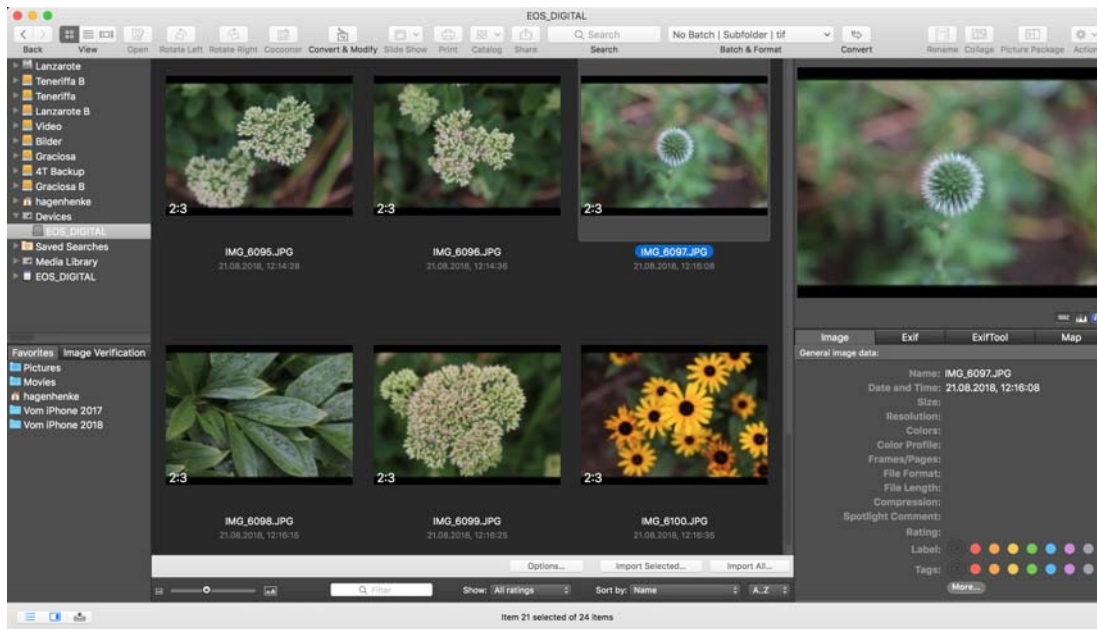 EOS_DIGITAL
Back View Open Rotate Left Rotate Right Cocooner Convert & Modify Slide Show Print Catalog Share Search Batch & Format Convert Rename Collage Picture Package Action
Search
No Batch | Subfolder | tif
Lanzarote
Teneriffa B
Teneriffa
Lanzarote B
Video
Bilder
Graciosa
4T Backup
Graciosa B
hagenhenke
Devices
EOS_DIGITAL
Saved Searches
Media Library
EOS_DIGITAL
Favorites Image Verification
Pictures
Movies
hagenhenke
Vom iPhone 2017
Vom iPhone 2018
2:3 2:3 2:3
IMG_6095.JPG IMG_6096.JPG IMG_6097.JPG
21.08.2018, 12:14:28 21.08.2018, 12:14:36 21.08.2018, 12:16:08
2:3 2:3 2:3
IMG_6098.JPG IMG_6099.JPG IMG_6100.JPG
21.08.2018, 12:16:15 21.08.2018, 12:16:25 21.08.2018, 12:16:35
Options... Import Selected... Import All...
Filter Show: All ratings Sort by: Name A..Z
Image Exif ExifTool Map
General image data:
Name: IMG_6097.JPG
Date and Time: 21.08.2018, 12:16:08
Size:
Resolution:
Colors:
Color Profile:
Frames/Pages:
File Format:
File Length:
Compression:
Spotlight Comment:
Rating:
Label:
Tags:
More...
Item 21 selected of 24 items